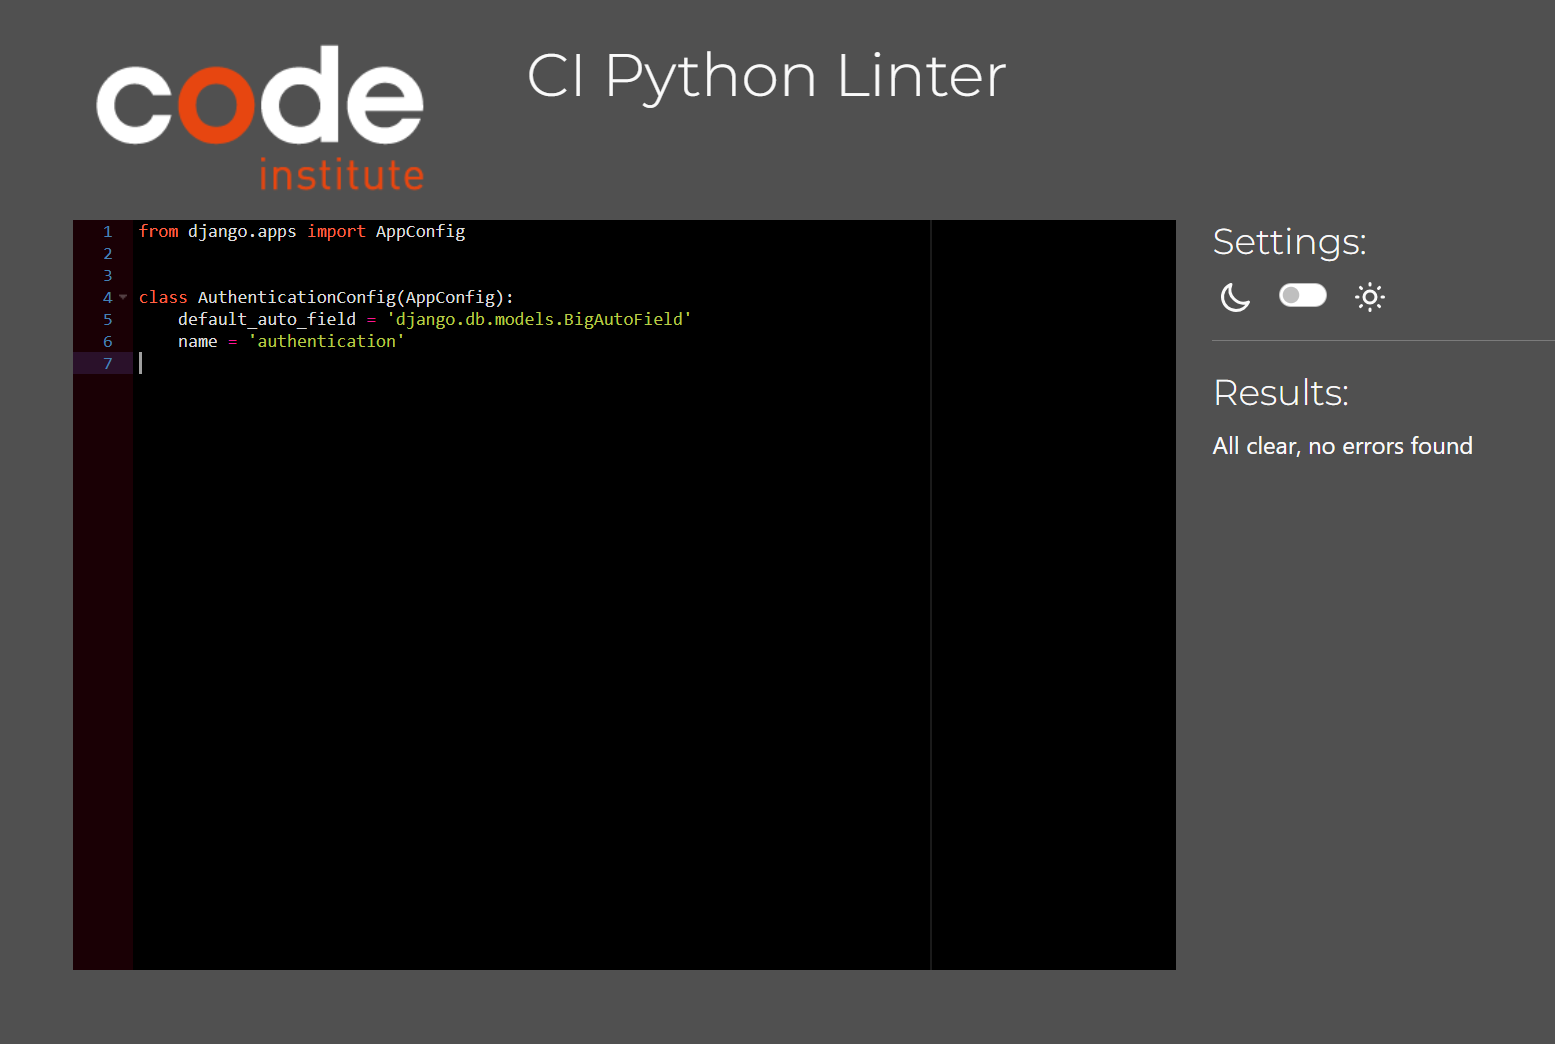 code
institute
CI Python Linter
1 from django.apps import AppConfig
2
3
4 class AuthenticationConfig(AppConfig):
5     default_auto_field = 'django.db.models.BigAutoField'
6     name = 'authentication'
7
Settings:
Results:
All clear, no errors found